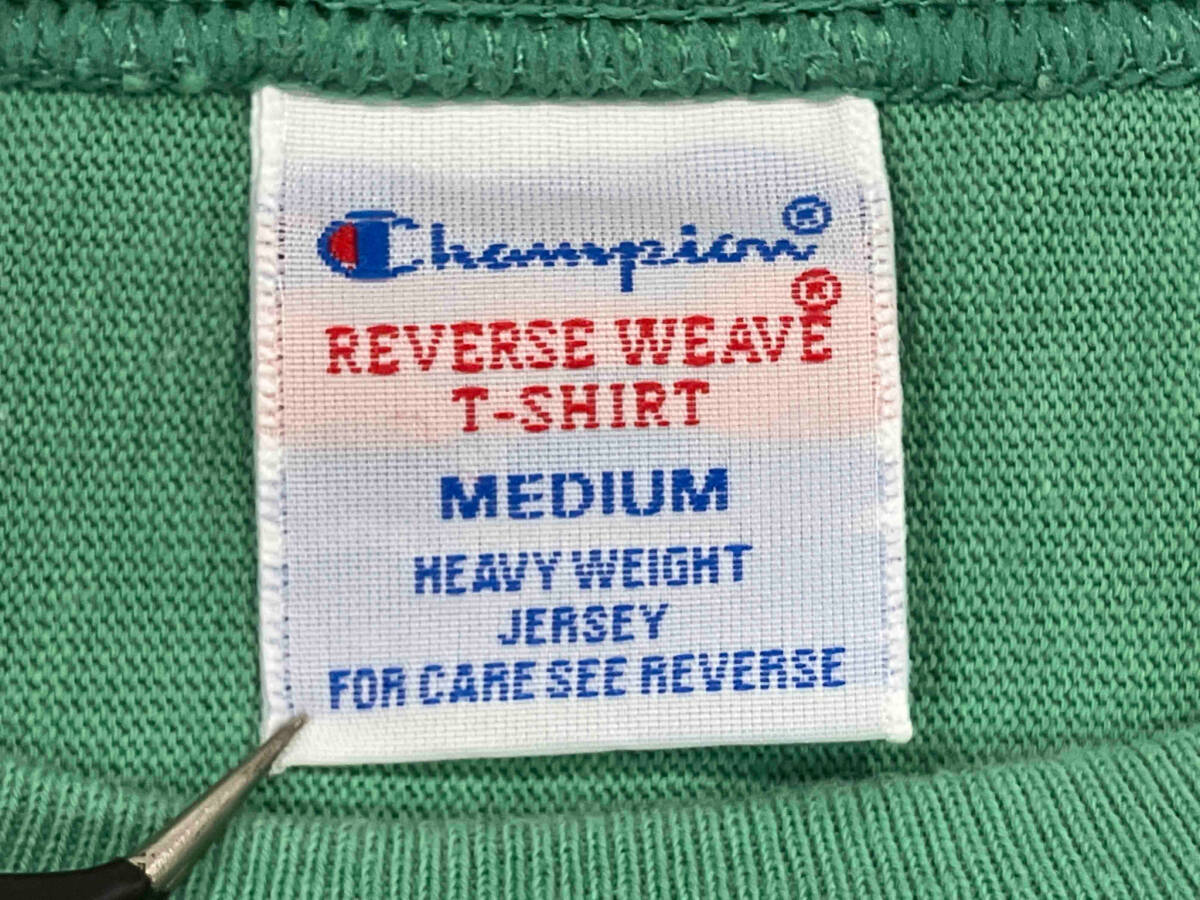 Champion®
REVERSE WEAVE®
T-SHIRT
MEDIUM
HEAVY WEIGHT
JERSEY
FOR CARE SEE REVERSE